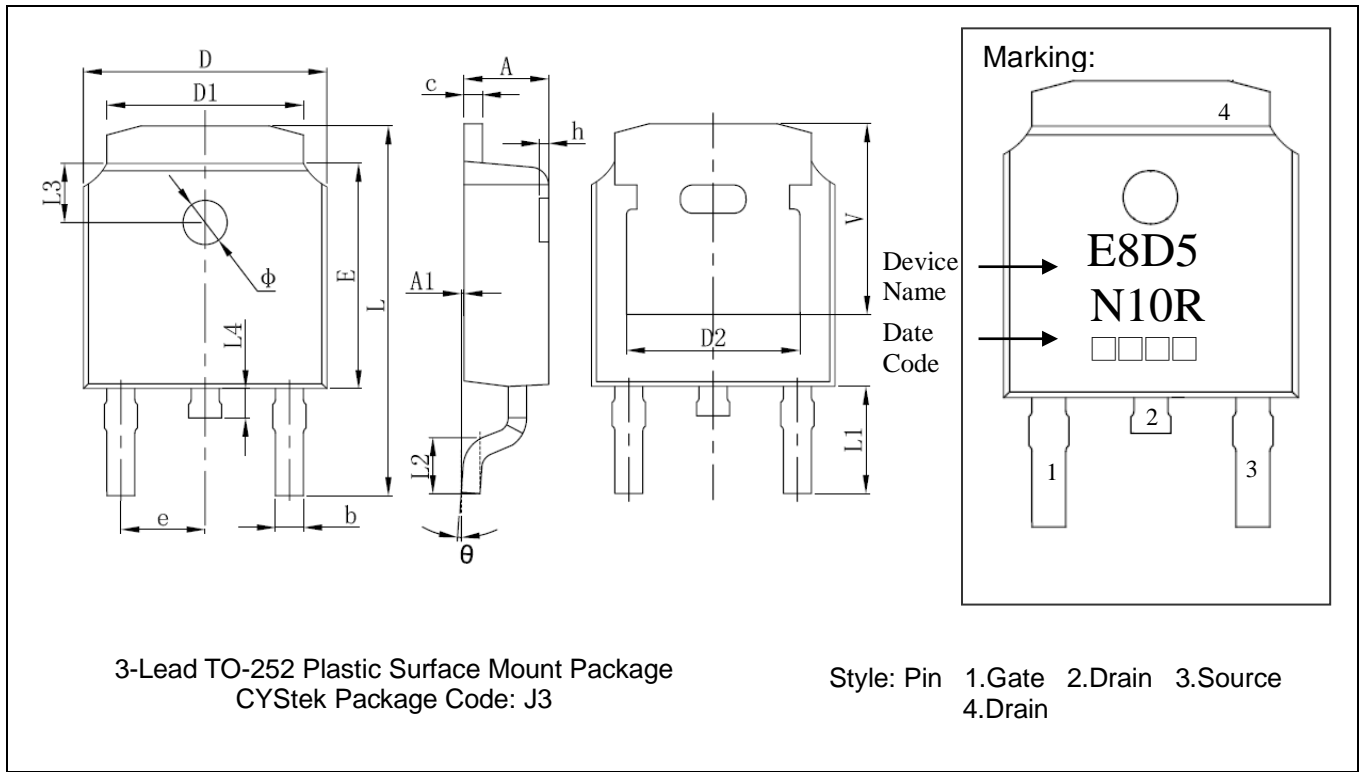 D
D1
L3
Φ
E
L
L4
e
b
A
c
h
A1
L2
θ
V
D2
L1
Marking:
4
E8D5
N10R
□□□□
Device
Name
Date
Code
1
2
3
3-Lead TO-252 Plastic Surface Mount Package
CYStek Package Code: J3
Style: Pin 1.Gate 2.Drain 3.Source
4.Drain